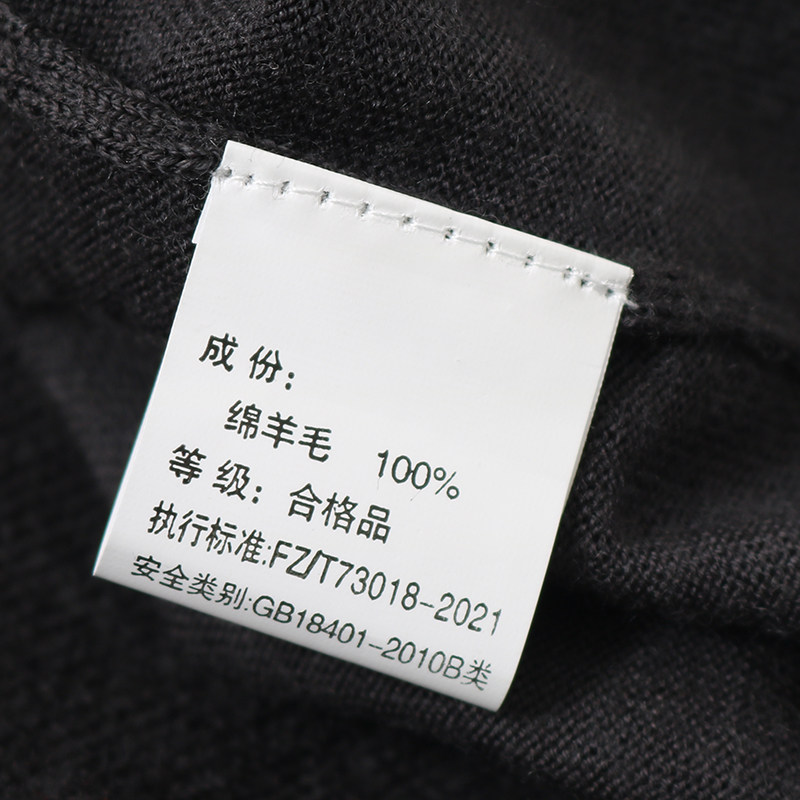 成份：
绵羊毛 100%
等级：合格品
执行标准:FZ/T73018-2021
安全类别:GB18401-2010B类